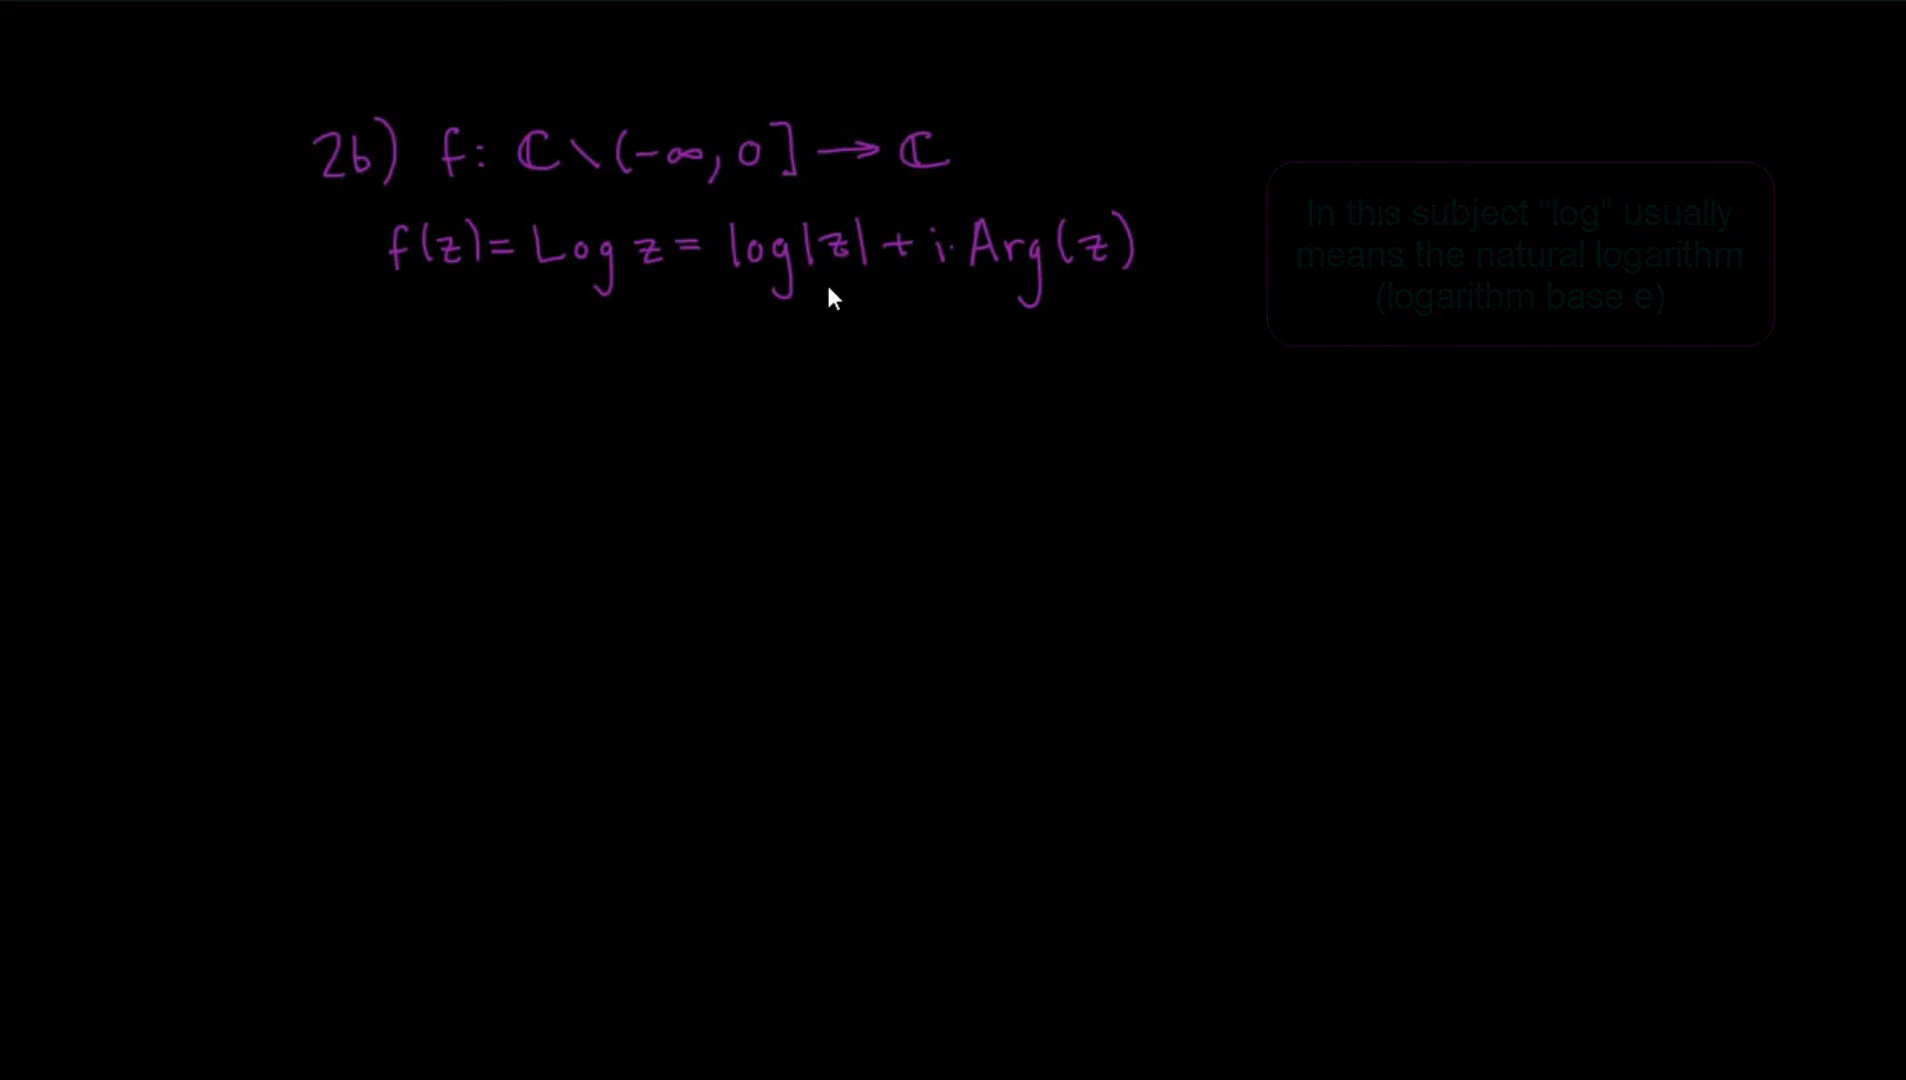 2b) f: ℂ∖(-∞, 0] → ℂ
f(z) = Log z = log|z| + i·Arg(z)
In this subject "log" usually
means the natural logarithm
(logarithm base e)